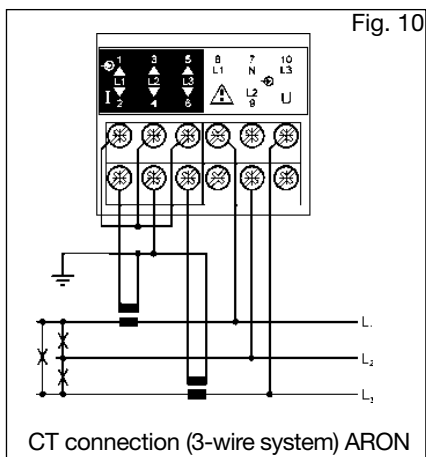 Fig. 10
1 3 5 8 7 10
L1 N L3
L1 L2 L3
I 2 4 6 L2 U
9
L1
L2
L3
CT connection (3-wire system) ARON